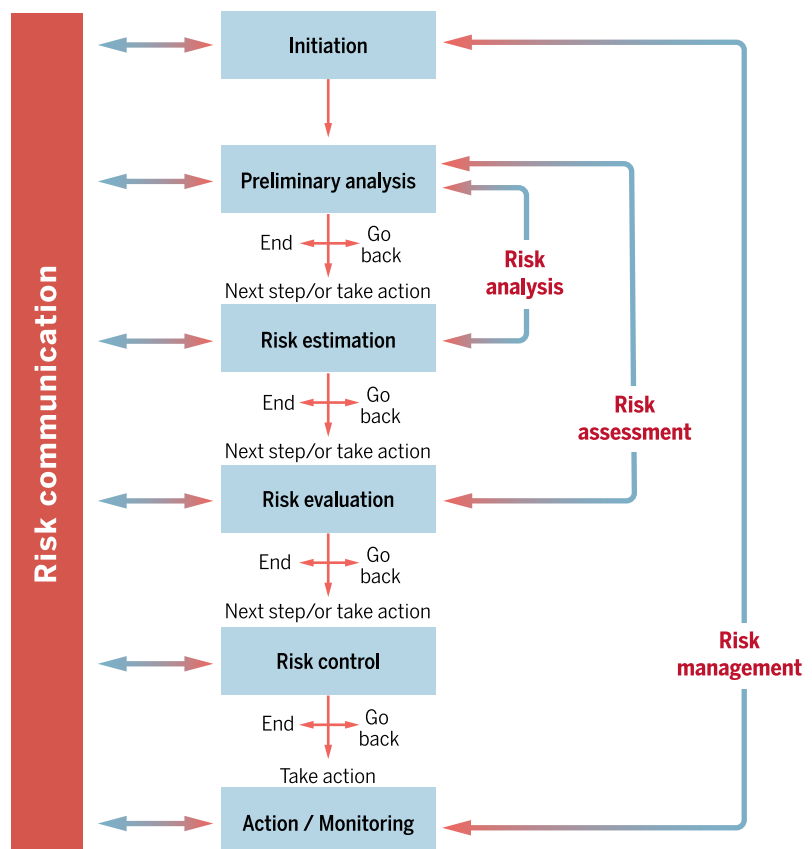 Risk communication
Initiation
Preliminary analysis
End
Go
back
Next step/or take action
Risk
analysis
Risk estimation
End
Go
back
Next step/or take action
Risk
assessment
Risk evaluation
End
Go
back
Next step/or take action
Risk control
Risk
management
End
Go
back
Take action
Action / Monitoring